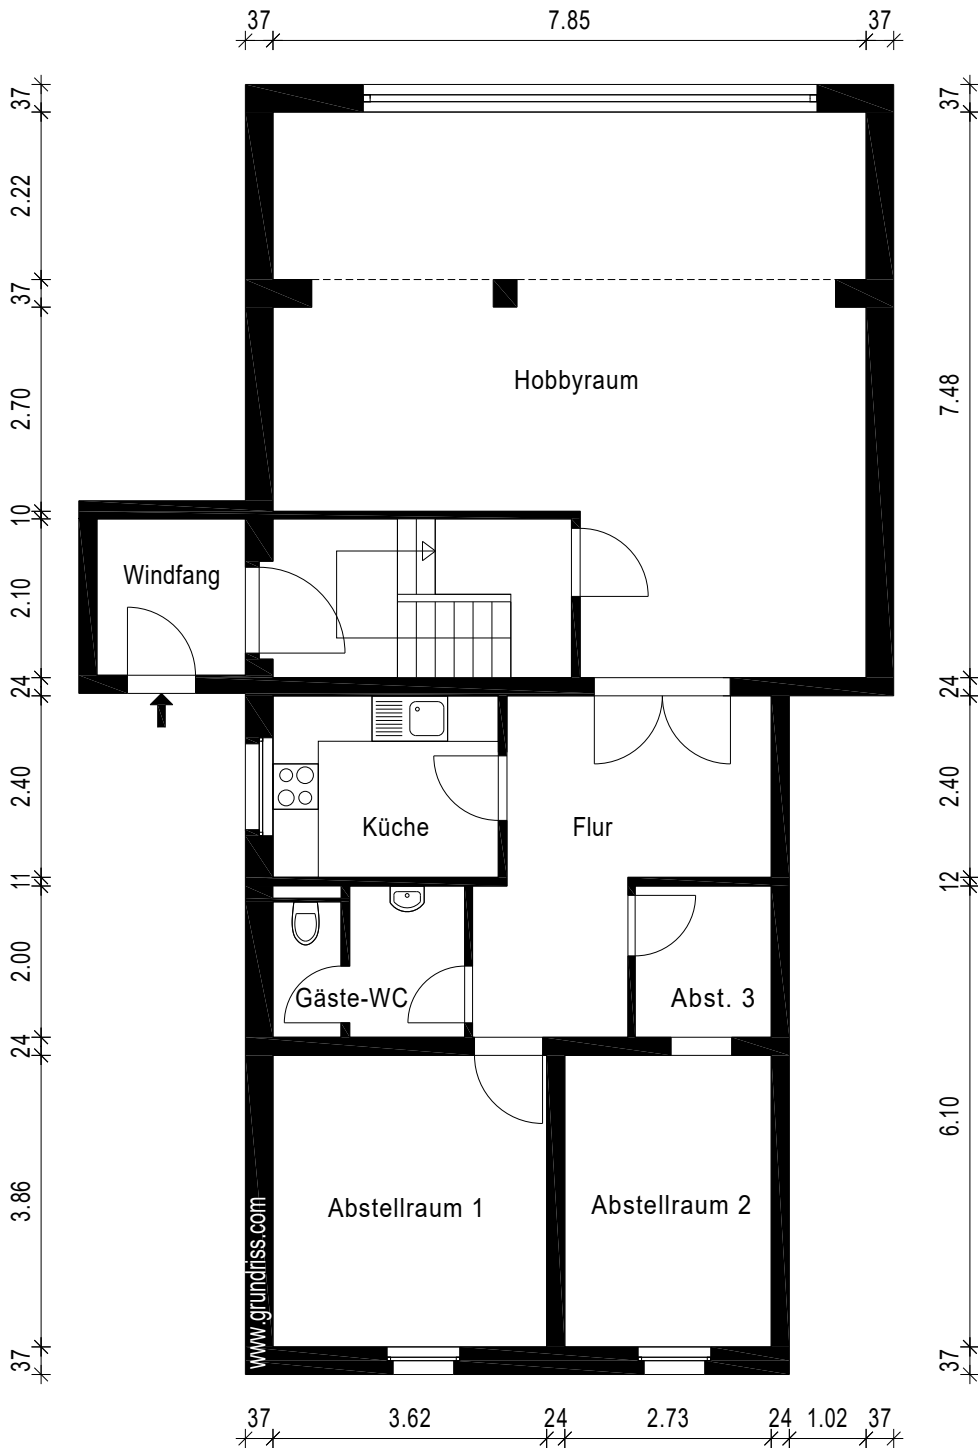 37 7.85 37
37
2.22
37
2.70
10
2.10
24
2.40
11
2.00
24
3.86
37
Hobbyraum
Windfang
Küche
Flur
Gäste-WC
Abst. 3
Abstellraum 1
Abstellraum 2
www.grundriss.com
37
7.48
24
2.40
12
6.10
37
37 3.62 24 2.73 24 1.02 37